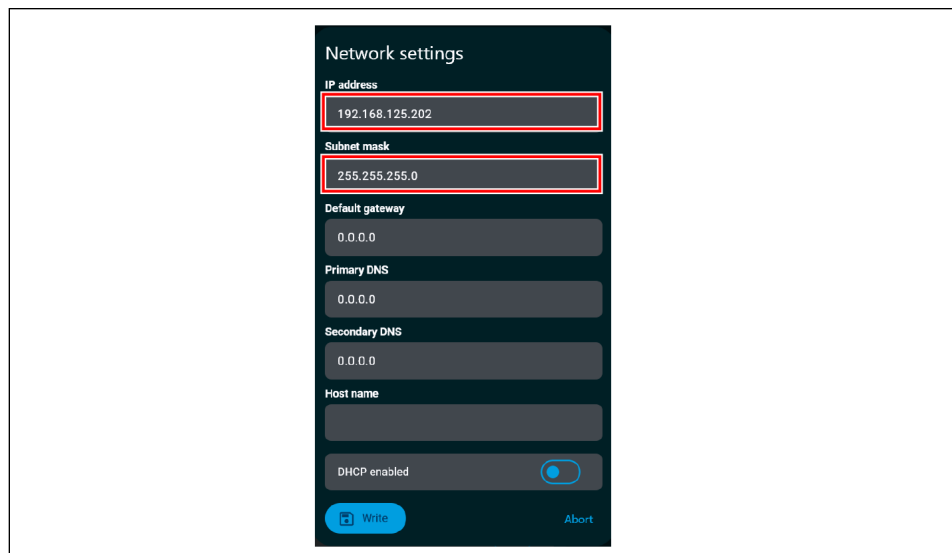 Network settings
IP address
192.168.125.202
Subnet mask
255.255.255.0
Default gateway
0.0.0.0
Primary DNS
0.0.0.0
Secondary DNS
0.0.0.0
Host name
DHCP enabled
Write
Abort